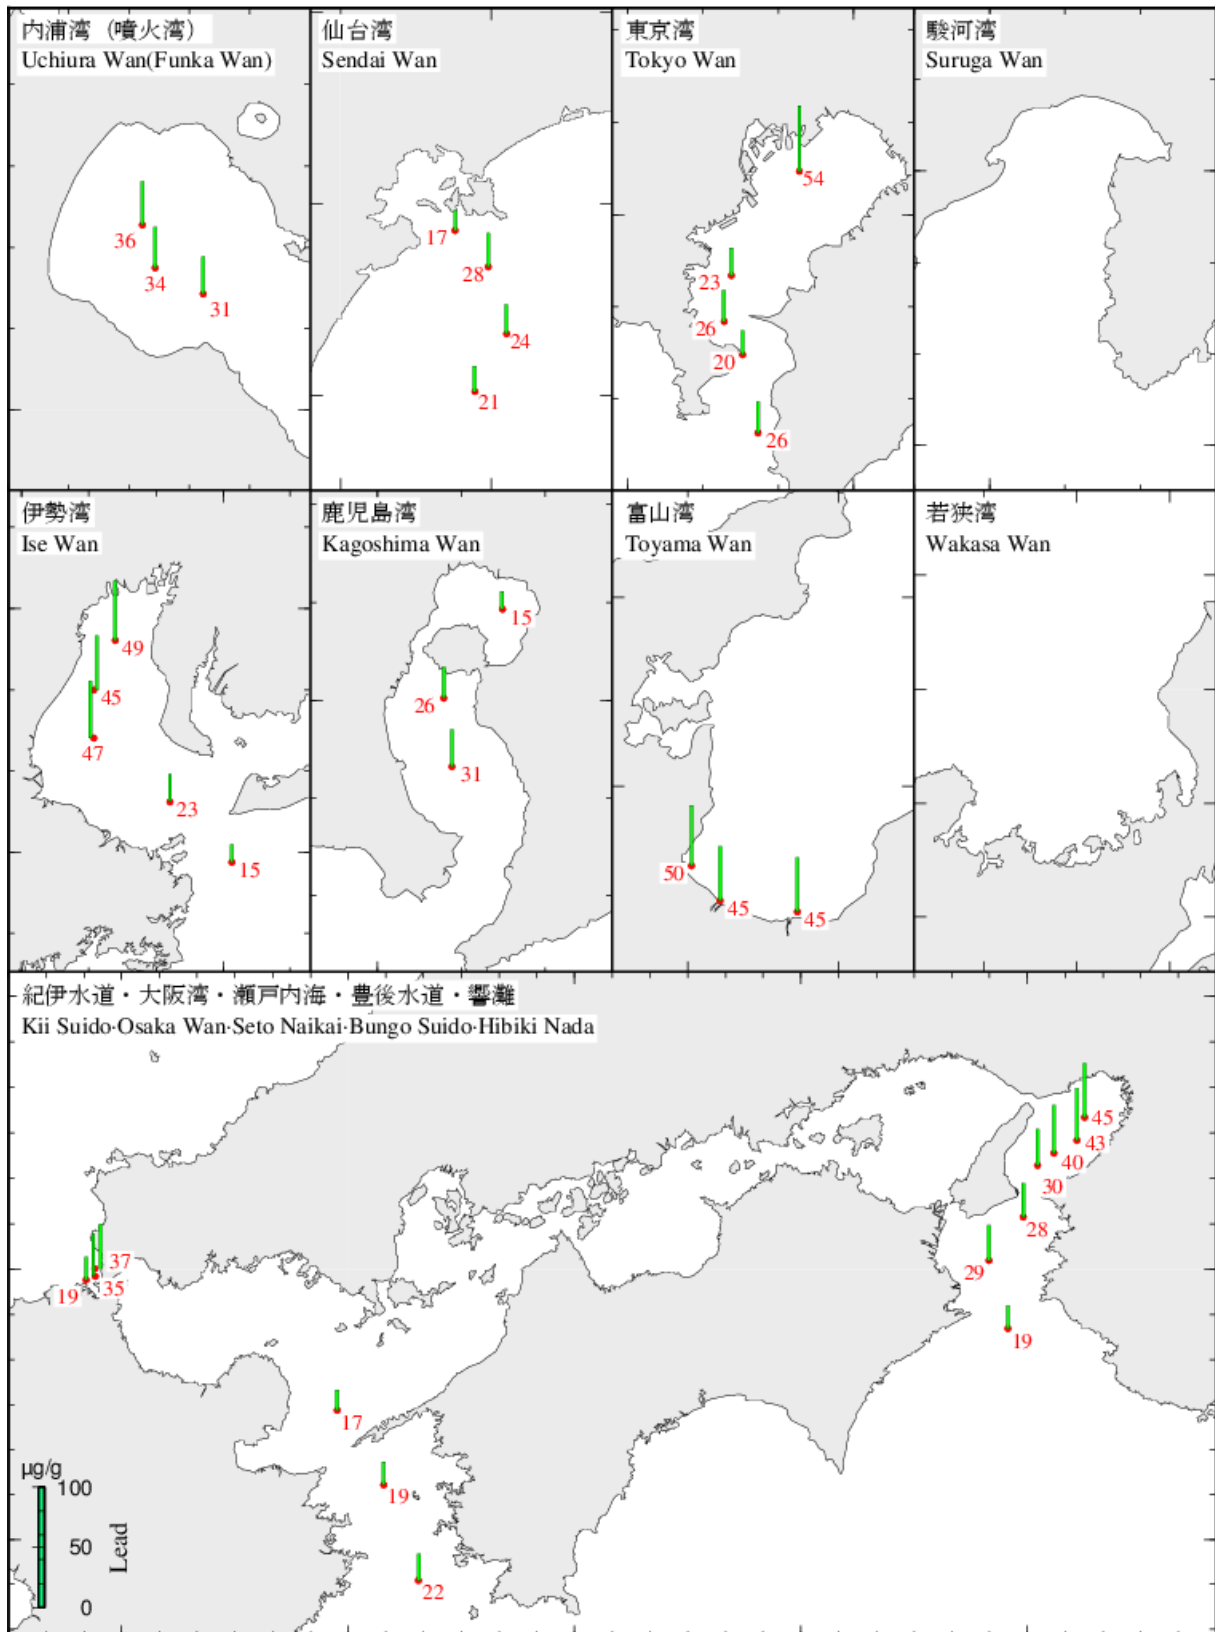 内浦湾（噴火湾）
Uchiura Wan(Funka Wan)
36
34
31
仙台湾
Sendai Wan
17
28
24
21
東京湾
Tokyo Wan
54
23
26
20
26
駿河湾
Suruga Wan
伊勢湾
Ise Wan
49
45
47
23
15
鹿児島湾
Kagoshima Wan
15
26
31
富山湾
Toyama Wan
50
45
45
若狭湾
Wakasa Wan
紀伊水道・大阪湾・瀬戸内海・豊後水道・響灘
Kii Suido·Osaka Wan·Seto Naikai·Bungo Suido·Hibiki Nada
45
43
40
30
28
29
19
37
35
19
17
19
22
µg/g
100
50
0
Lead